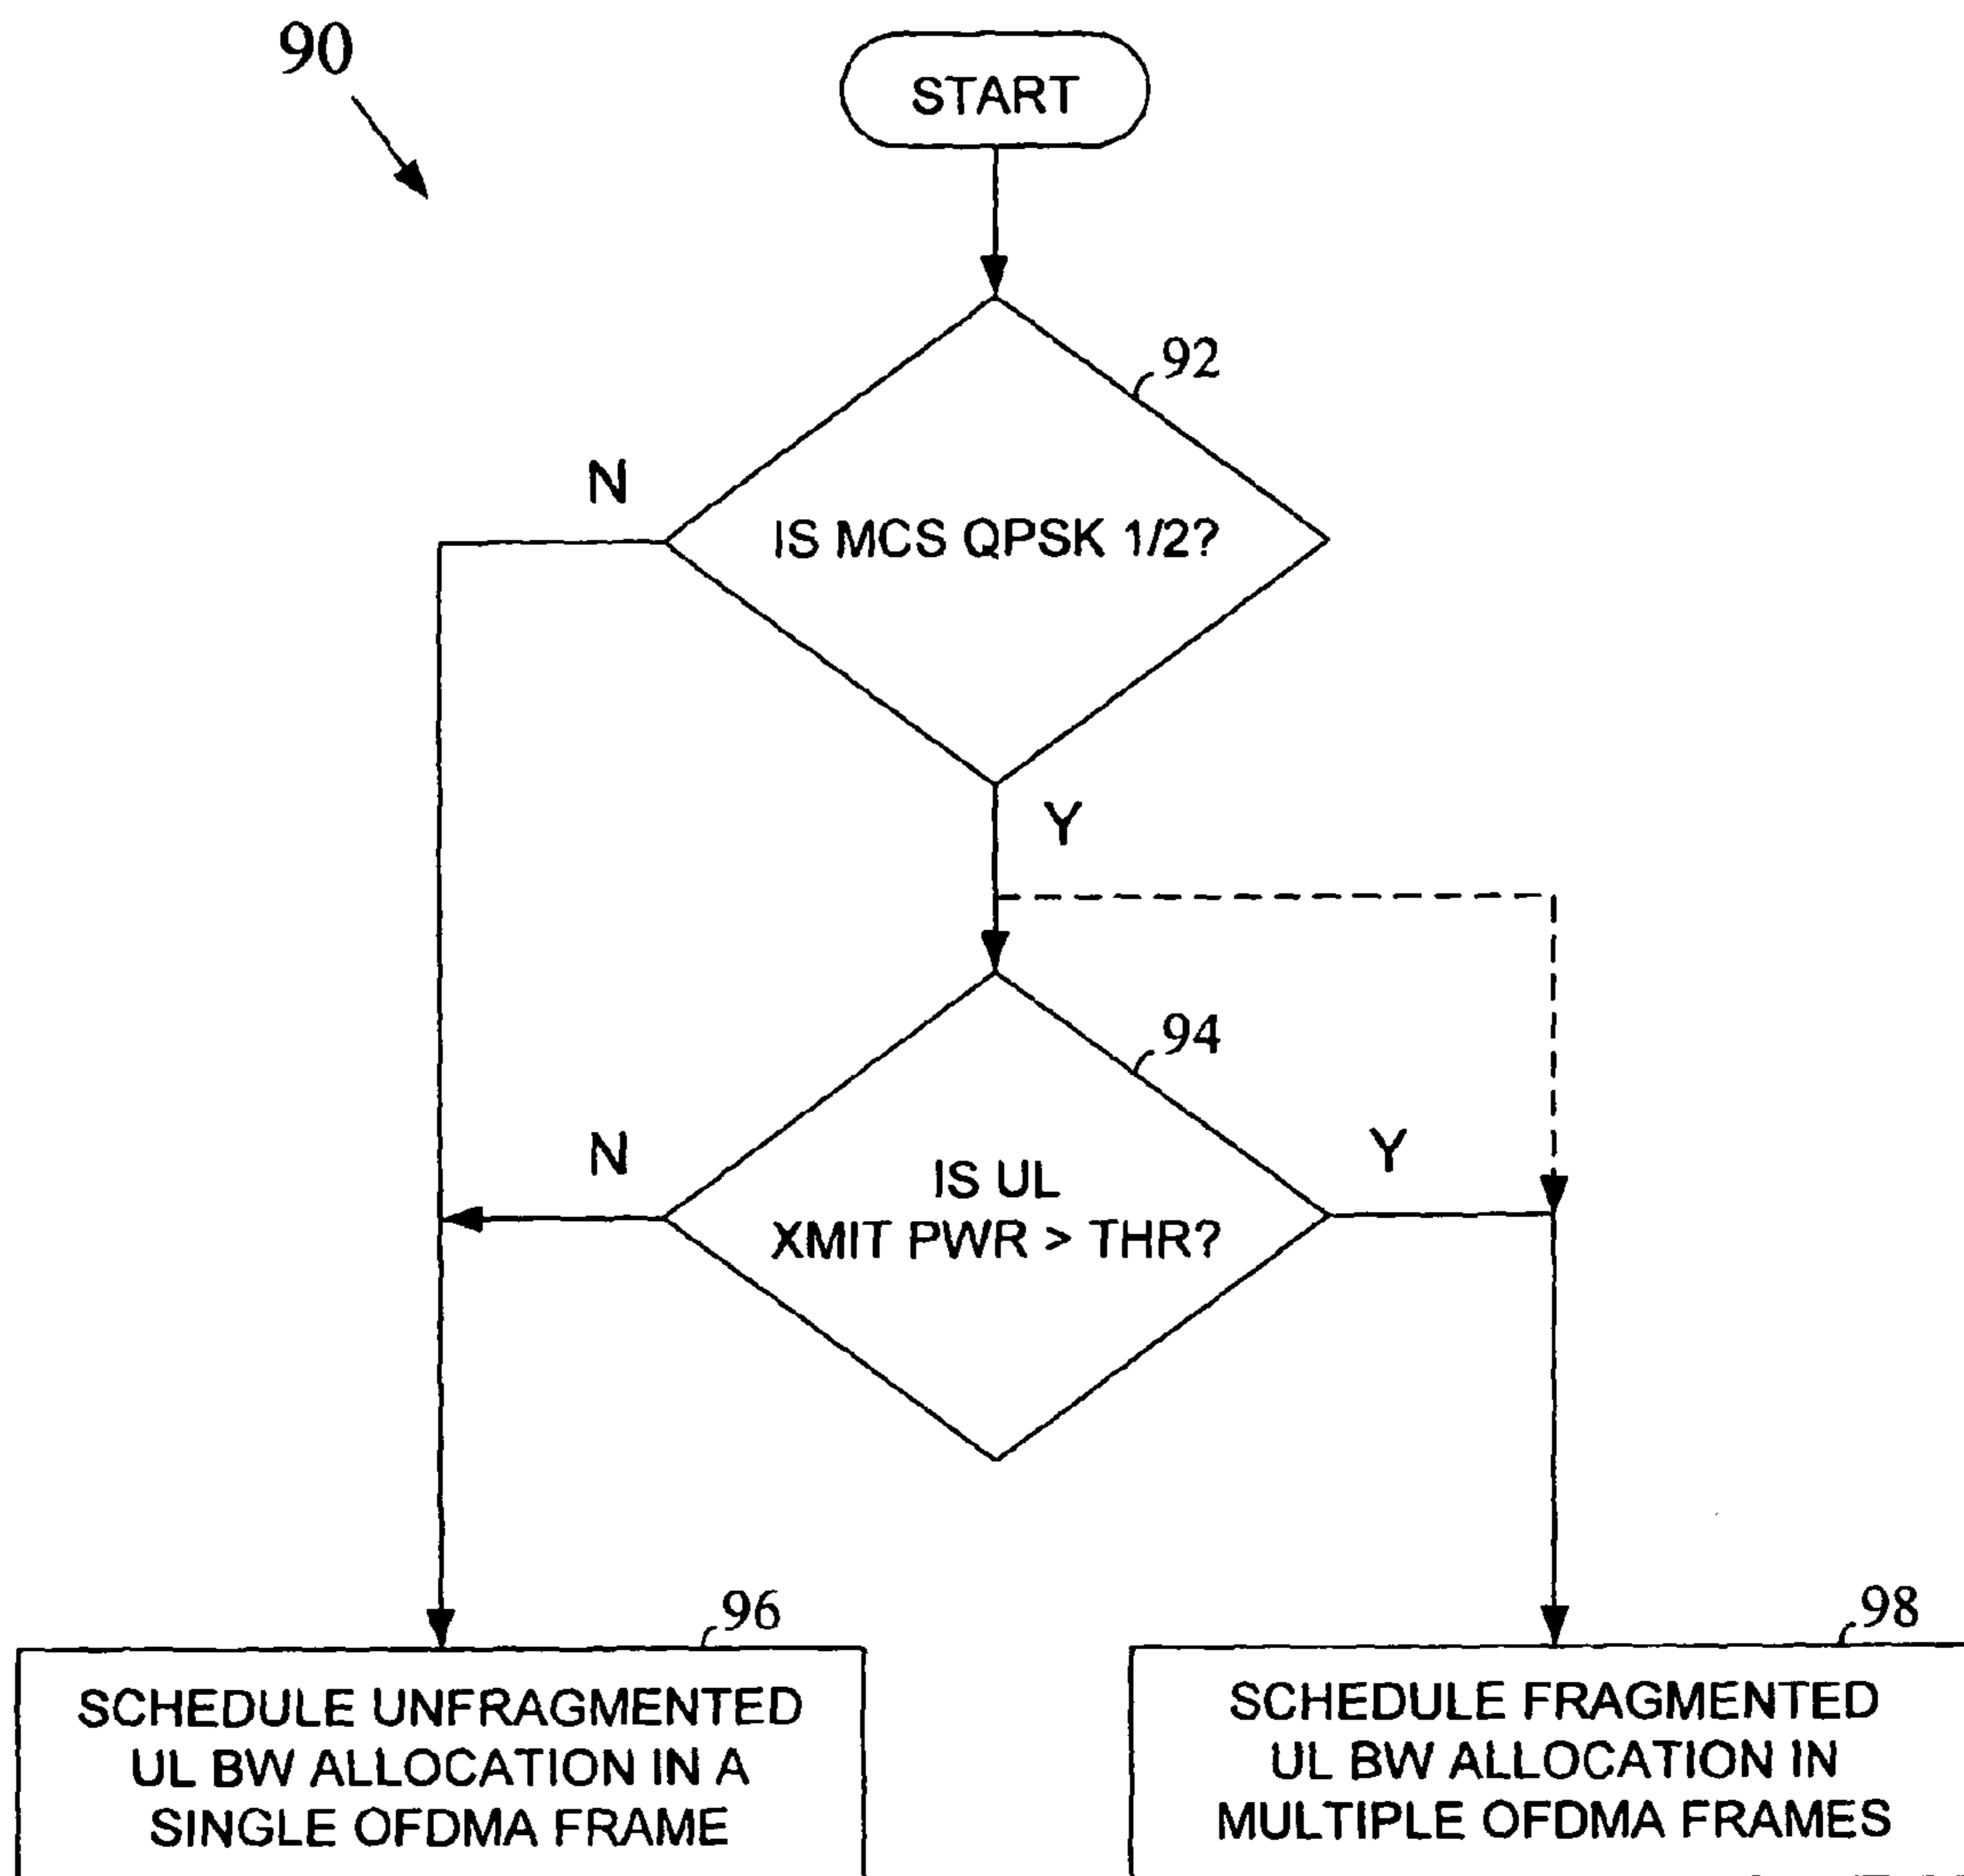 90
START
92
N
IS MCS QPSK 1/2?
Y
94
N
Y
IS UL
XMIT PWR > THR?
96
98
SCHEDULE UNFRAGMENTED
UL BW ALLOCATION IN A
SINGLE OFDMA FRAME
SCHEDULE FRAGMENTED
UL BW ALLOCATION IN
MULTIPLE OFDMA FRAMES